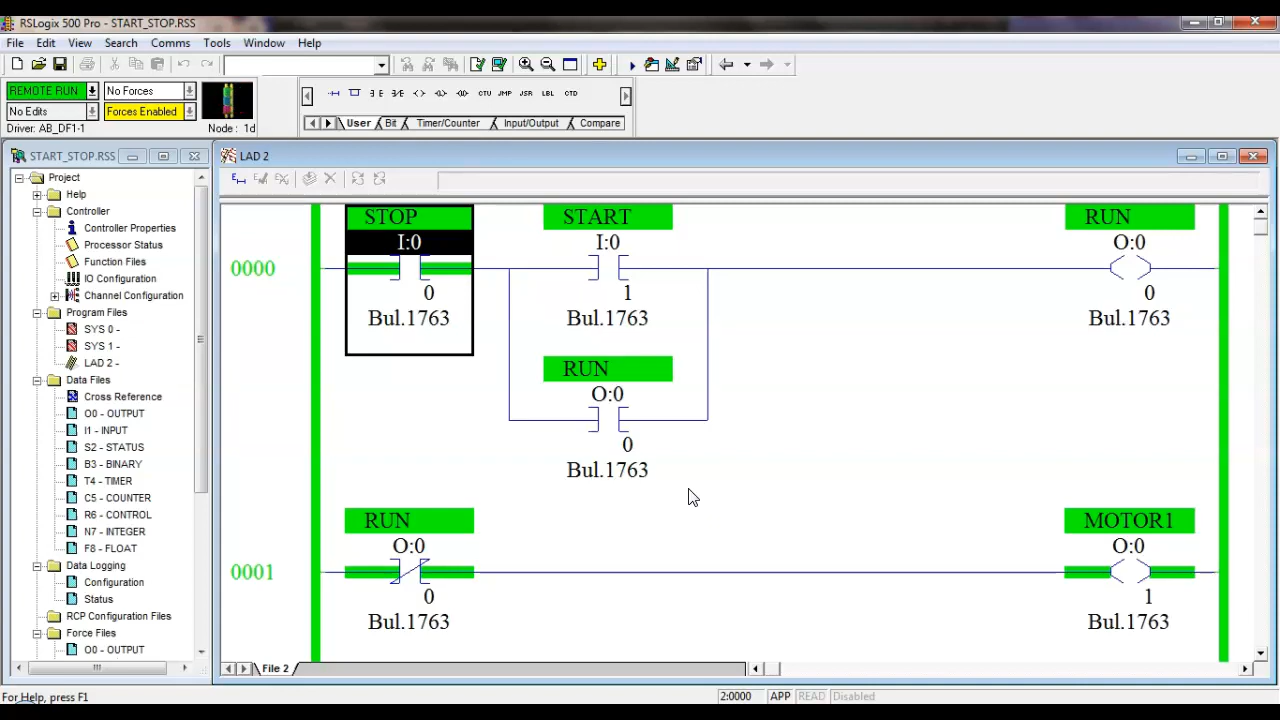 RSLogix 500 Pro - START_STOP.RSS
File Edit View Search Comms Tools Window Help
REMOTE RUN No Forces
No Edits Forces Enabled
Driver: AB_DF1-1 Node : 1d
CTU JMP JSR LBL CTD
User Bit Timer/Counter Input/Output Compare
START_STOP.RSS
Project
Help
Controller
Controller Properties
Processor Status
Function Files
IO Configuration
Channel Configuration
Program Files
SYS 0 -
SYS 1 -
LAD 2 -
Data Files
Cross Reference
O0 - OUTPUT
I1 - INPUT
S2 - STATUS
B3 - BINARY
T4 - TIMER
C5 - COUNTER
R6 - CONTROL
N7 - INTEGER
F8 - FLOAT
Data Logging
Configuration
Status
RCP Configuration Files
Force Files
O0 - OUTPUT
LAD 2
STOP START RUN
I:0 I:0 O:0
0000
0 1 0
Bul.1763 Bul.1763 Bul.1763
RUN
O:0
0
Bul.1763
RUN MOTOR1
O:0 O:0
0001
0 1
Bul.1763 Bul.1763
File 2
For Help, press F1 2:0000 APP READ Disabled